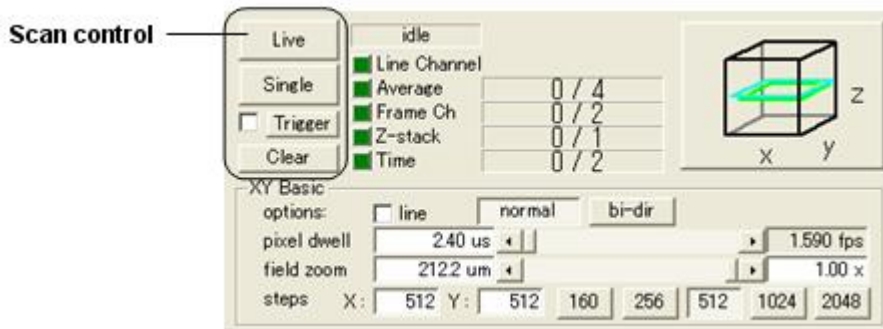 Scan control
Live
idle
Line Channel
Single
Average 0 / 4
Frame Ch 0 / 2
Trigger
Z-stack 0 / 1
Clear
Time 0 / 2
z
x y
XY Basic
options: line normal bi-dir
pixel dwell 2.40 us 1.590 fps
field zoom 212.2 um 1.00 x
steps X: 512 Y: 512 160 256 512 1024 2048